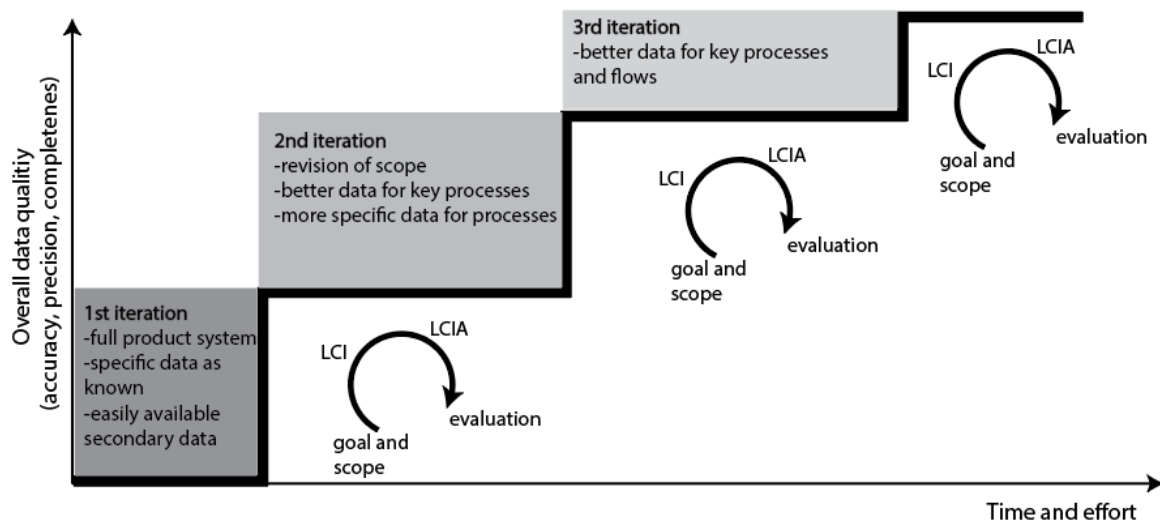 Overall data qualitiy
(accuracy, precision, completenes)
1st iteration
-full product system
-specific data as
known
-easily available
secondary data
2nd iteration
-revision of scope
-better data for key processes
-more specific data for processes
3rd iteration
-better data for key processes
and flows
LCI
LCIA
evaluation
goal and
scope
LCI
LCIA
evaluation
goal and
scope
LCI
LCIA
evaluation
goal and
scope
Time and effort